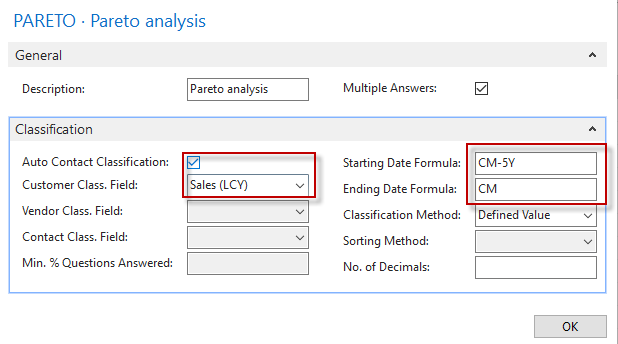 PARETO · Pareto analysis
General
Description: Pareto analysis Multiple Answers:
Classification
Auto Contact Classification: Starting Date Formula: CM-5Y
Customer Class. Field: Sales (LCY) Ending Date Formula: CM
Vendor Class. Field: Classification Method: Defined Value
Contact Class. Field: Sorting Method:
Min. % Questions Answered: No. of Decimals:
OK